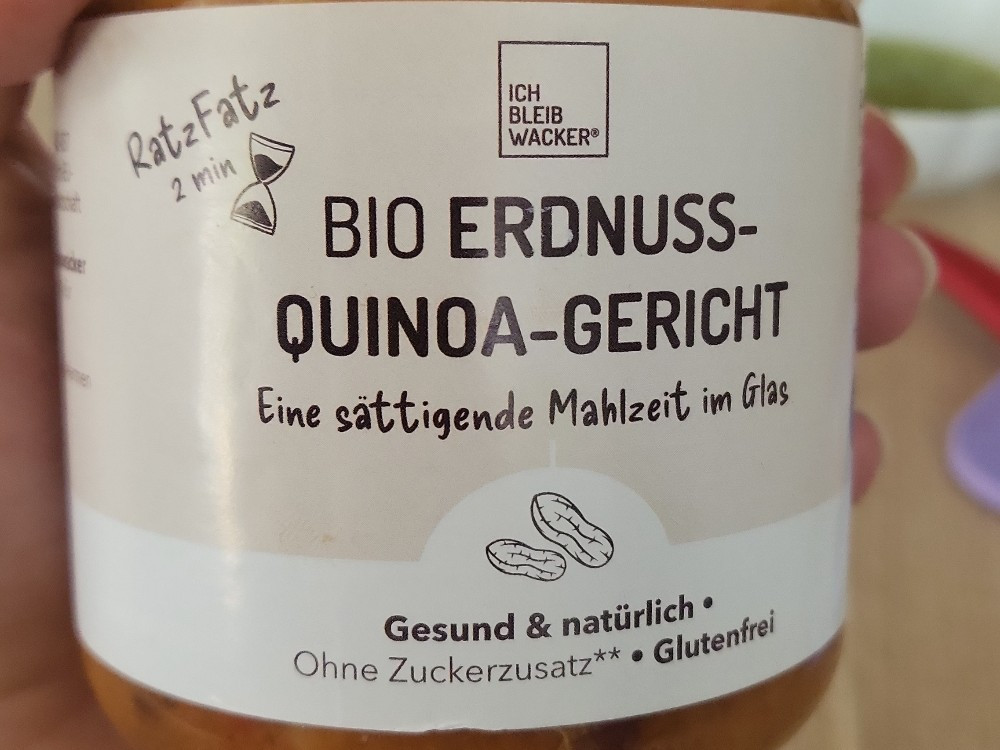 RatzFatz
2 min
ICH
BLEIB
WACKER®
BIO ERDNUSS-
QUINOA-GERICHT
Eine sättigende Mahlzeit im Glas
Gesund & natürlich •
Ohne Zuckerzusatz** • Glutenfrei